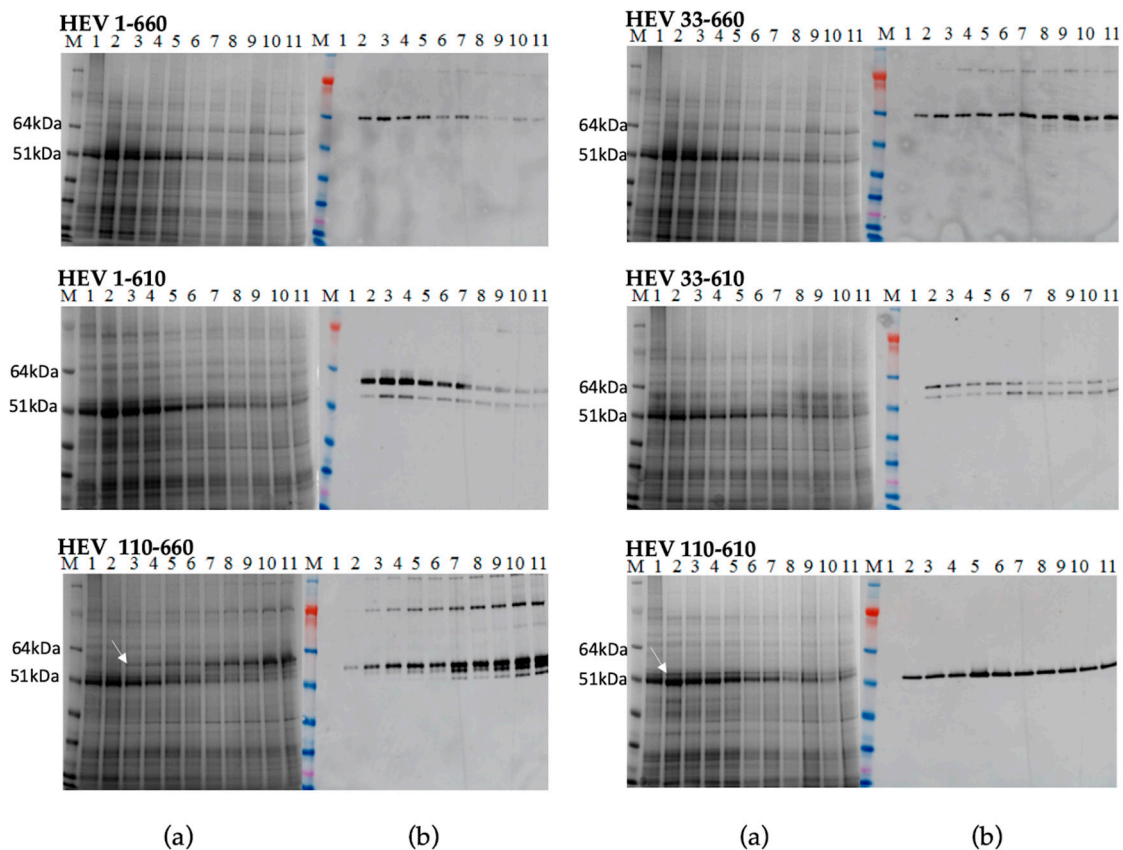 HEV 1-660
M 1 2 3 4 5 6 7 8 9 10 11 M 1 2 3 4 5 6 7 8 9 10 11
64kDa
51kDa
HEV 33-660
M 1 2 3 4 5 6 7 8 9 10 11 M 1 2 3 4 5 6 7 8 9 10 11
64kDa
51kDa
HEV 1-610
M 1 2 3 4 5 6 7 8 9 10 11 M 1 2 3 4 5 6 7 8 9 10 11
64kDa
51kDa
HEV 33-610
M 1 2 3 4 5 6 7 8 9 10 11 M 1 2 3 4 5 6 7 8 9 10 11
64kDa
51kDa
HEV 110-660
M 1 2 3 4 5 6 7 8 9 10 11 M 1 2 3 4 5 6 7 8 9 10 11
64kDa
51kDa
HEV 110-610
M 1 2 3 4 5 6 7 8 9 10 11 M 1 2 3 4 5 6 7 8 9 10 11
64kDa
51kDa
(a) (b) (a) (b)